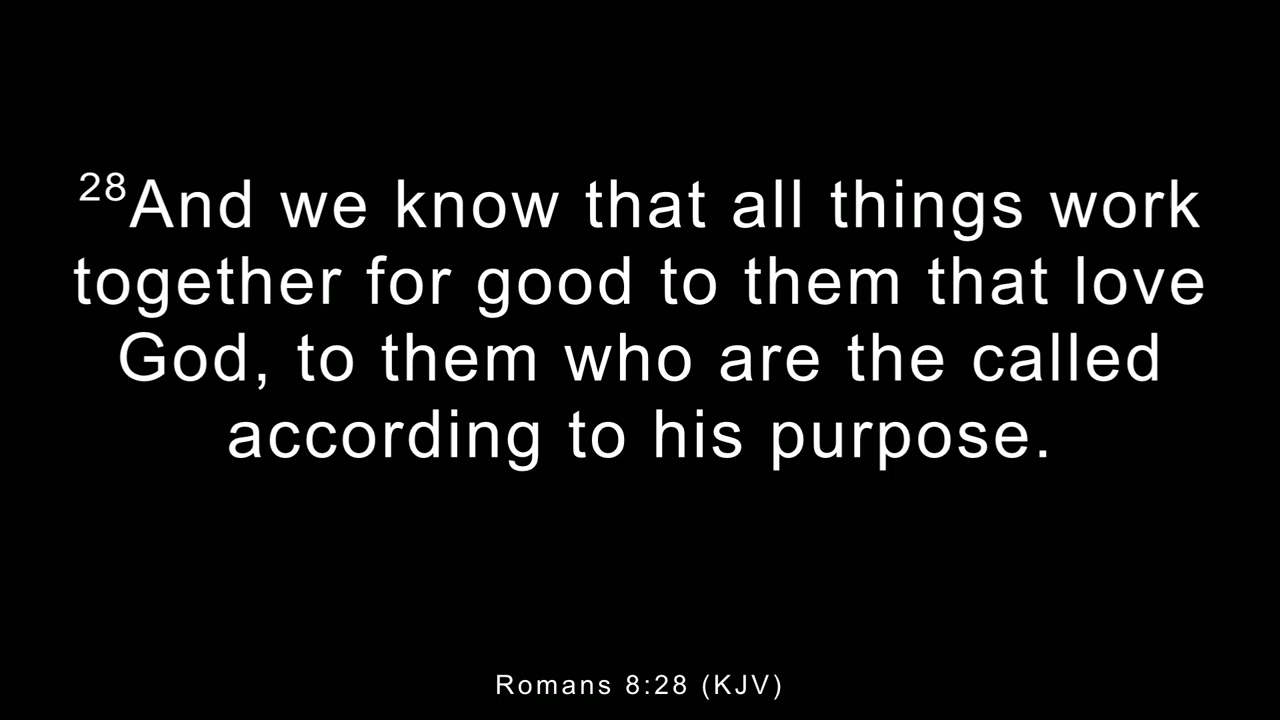 28And we know that all things work
together for good to them that love
God, to them who are the called
according to his purpose.
Romans 8:28 (KJV)